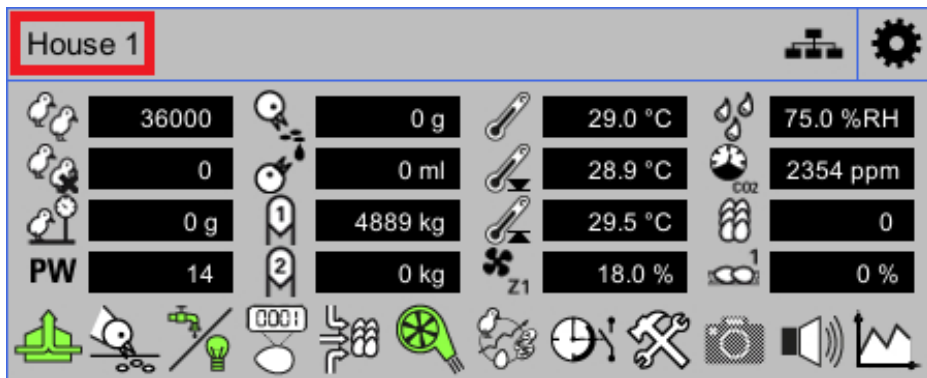 House 1
36000 0 g 29.0 °C 75.0 %RH
0 0 ml 28.9 °C CO2 2354 ppm
0 g 1 4889 kg 29.5 °C 0
PW 14 2 0 kg Z1 18.0 % 1 0 %
0001